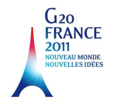 G20
FRANCE
2011
NOUVEAU MONDE
NOUVELLES IDÉES